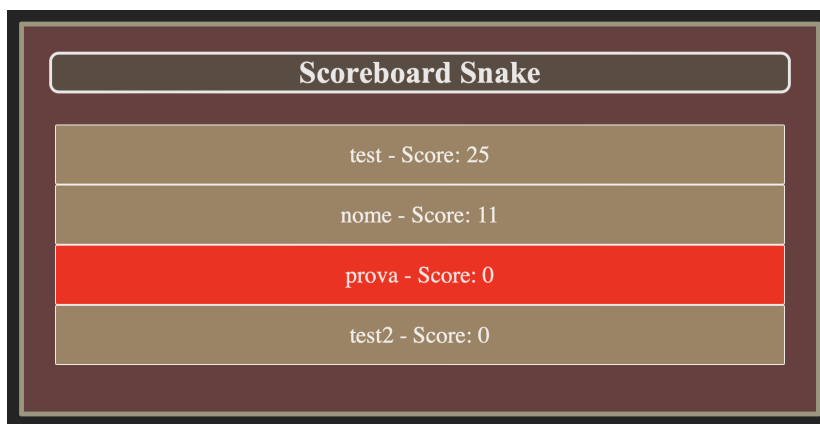 Scoreboard Snake
test - Score: 25
nome - Score: 11
prova - Score: 0
test2 - Score: 0